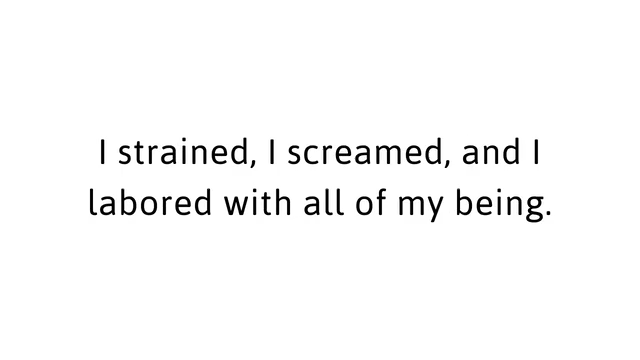 I strained, I screamed, and I
labored with all of my being.